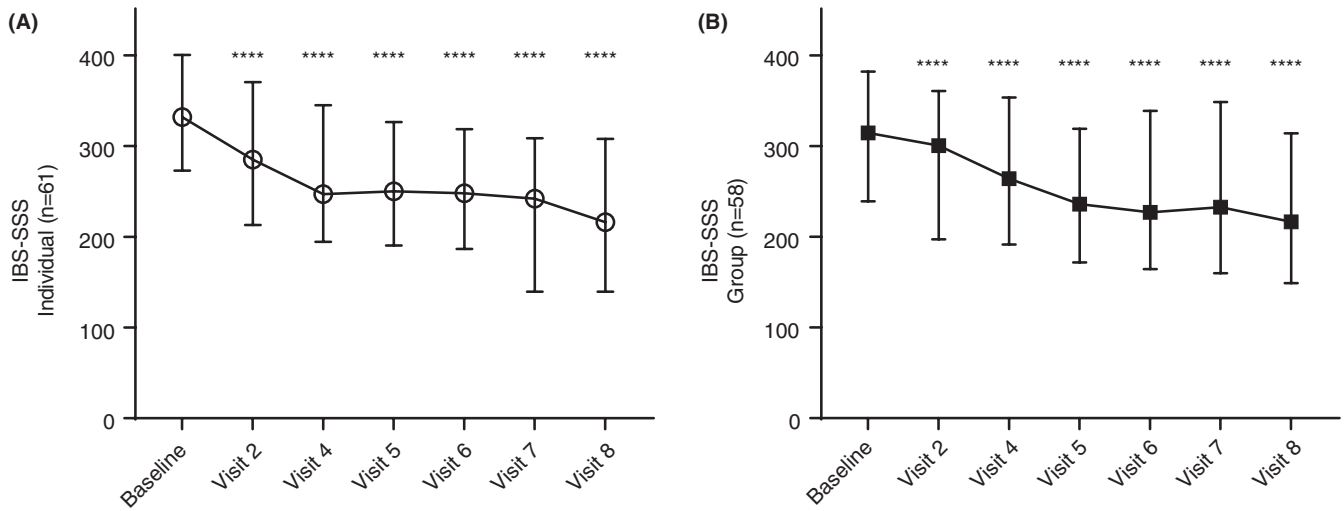 (A)
IBS-SSS
Individual (n=61)
400
300
200
100
0
**** **** **** **** **** ****
Baseline
Visit 2
Visit 4
Visit 5
Visit 6
Visit 7
Visit 8
(B)
IBS-SSS
Group (n=58)
400
300
200
100
0
**** **** **** **** **** ****
Baseline
Visit 2
Visit 4
Visit 5
Visit 6
Visit 7
Visit 8